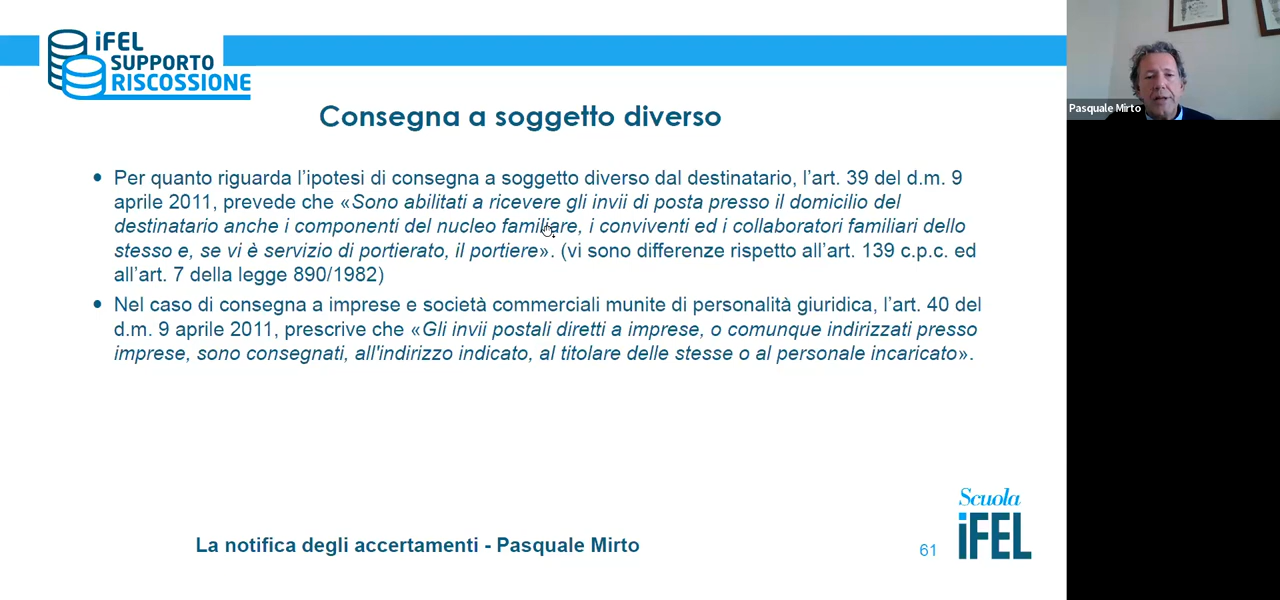 iFEL
SUPPORTO
RISCOSSIONE
Pasquale Mirto
Consegna a soggetto diverso
• Per quanto riguarda l’ipotesi di consegna a soggetto diverso dal destinatario, l’art. 39 del d.m. 9
aprile 2011, prevede che «Sono abilitati a ricevere gli invii di posta presso il domicilio del
destinatario anche i componenti del nucleo familiare, i conviventi ed i collaboratori familiari dello
stesso e, se vi è servizio di portierato, il portiere». (vi sono differenze rispetto all’art. 139 c.p.c. ed
all’art. 7 della legge 890/1982)
• Nel caso di consegna a imprese e società commerciali munite di personalità giuridica, l’art. 40 del
d.m. 9 aprile 2011, prescrive che «Gli invii postali diretti a imprese, o comunque indirizzati presso
imprese, sono consegnati, all'indirizzo indicato, al titolare delle stesse o al personale incaricato».
La notifica degli accertamenti - Pasquale Mirto
61
Scuola
iFEL